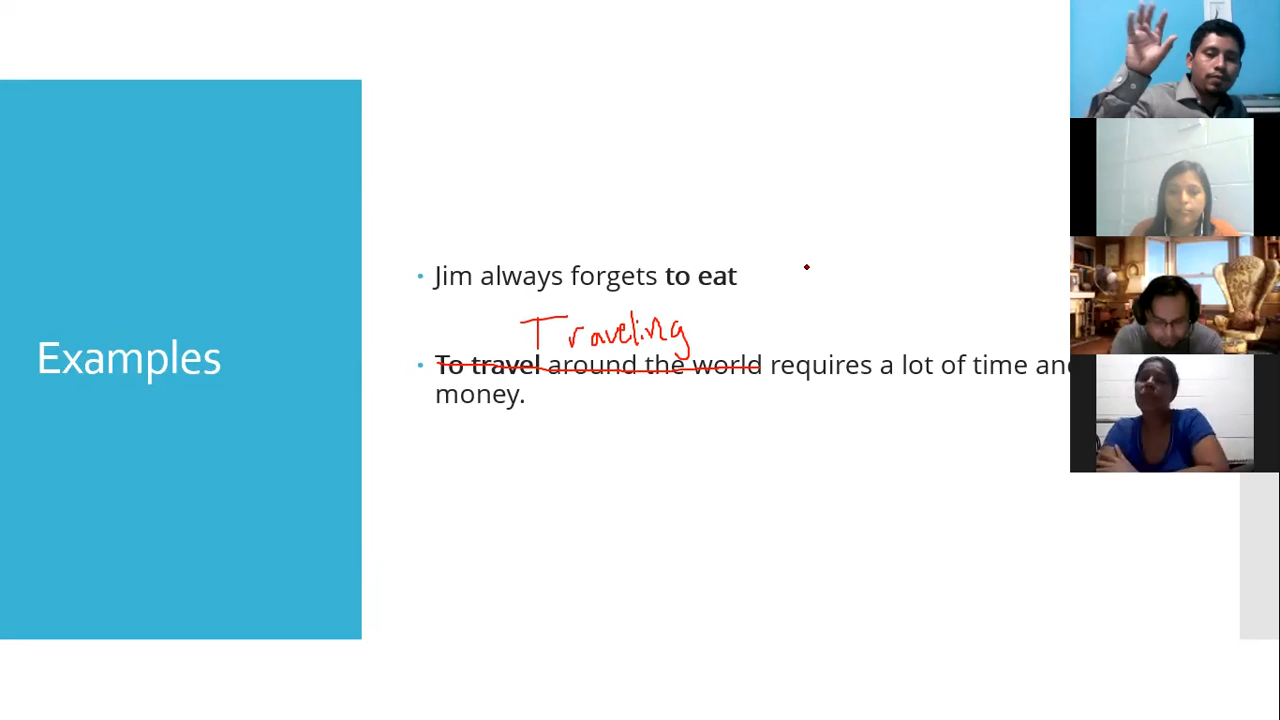 Examples
Jim always forgets to eat
Traveling
To travel around the world requires a lot of time and
money.